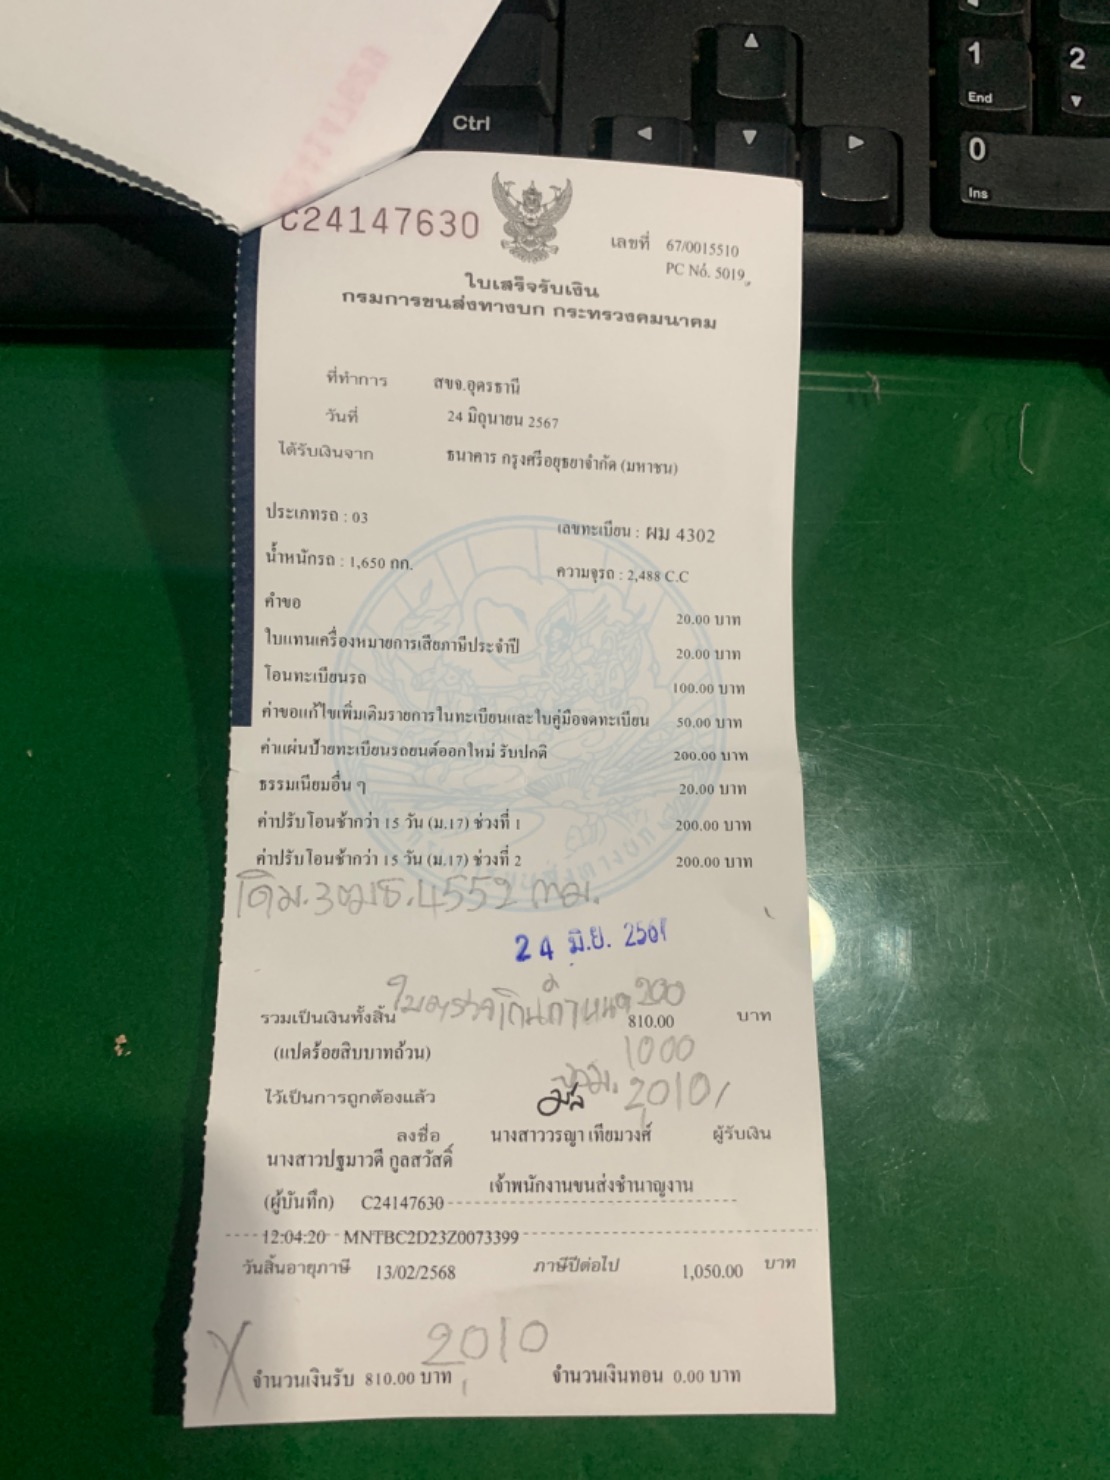 Ctrl
1
End
2
0
Ins
C24147630
เลขที่ 67/0015510
PC No. 5019
ใบเสร็จรับเงิน
กรมการขนส่งทางบก กระทรวงคมนาคม
ที่ทำการ สขจ.อุดรธานี
วันที่ 24 มิถุนายน 2567
ได้รับเงินจาก ธนาคาร กรุงศรีอยุธยาจำกัด (มหาชน)
ประเภทรถ : 03 เลขทะเบียน : ผม 4302
น้ำหนักรถ : 1,650 กก. ความจุรถ : 2,488 C.C
คำขอ 20.00 บาท
ใบแทนเครื่องหมายการเสียภาษีประจำปี 20.00 บาท
โอนทะเบียนรถ 100.00 บาท
ค่าขอแก้ไขเพิ่มเติมรายการในทะเบียนและใบคู่มือจดทะเบียน 50.00 บาท
ค่าแผ่นป้ายทะเบียนรถยนต์ออกใหม่ รับปกติ 200.00 บาท
ธรรมเนียมอื่น ๆ 20.00 บาท
ค่าปรับโอนช้ากว่า 15 วัน (ม.17) ช่วงที่ 1 200.00 บาท
ค่าปรับโอนช้ากว่า 15 วัน (ม.17) ช่วงที่ 2 200.00 บาท
เดิม.3ฒธ.4552 กม.
24 มิ.ย. 2567
ใบตรวจเกินกำหนด 200
รวมเป็นเงินทั้งสิ้น 810.00 บาท
(แปดร้อยสิบบาทถ้วน) 1000
ไว้เป็นการถูกต้องแล้ว 2010
ลงชื่อ นางสาววรญา เทียมวงศ์ ผู้รับเงิน
นางสาวปฐมาวดี กูลสวัสดิ์
เจ้าพนักงานขนส่งชำนาญงาน
(ผู้บันทึก) C24147630
12:04:20 MNTBC2D23Z0073399
วันสิ้นอายุภาษี 13/02/2568 ภาษีปีต่อไป 1,050.00 บาท
2010
จำนวนเงินรับ 810.00 บาท จำนวนเงินทอน 0.00 บาท